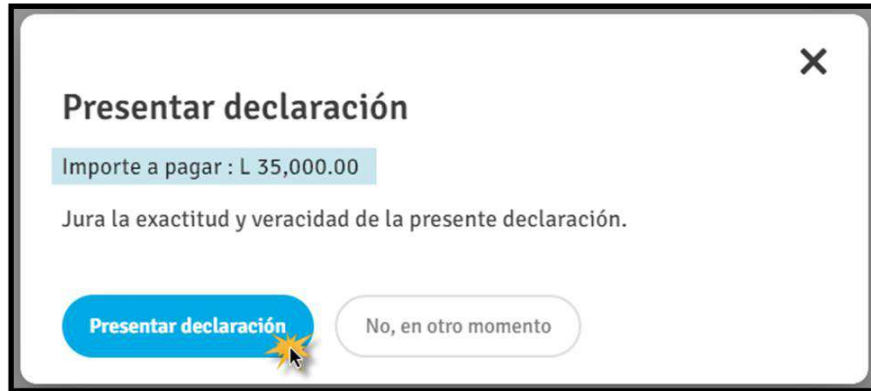 Presentar declaración
Importe a pagar : L 35,000.00
Jura la exactitud y veracidad de la presente declaración.
Presentar declaración
No, en otro momento